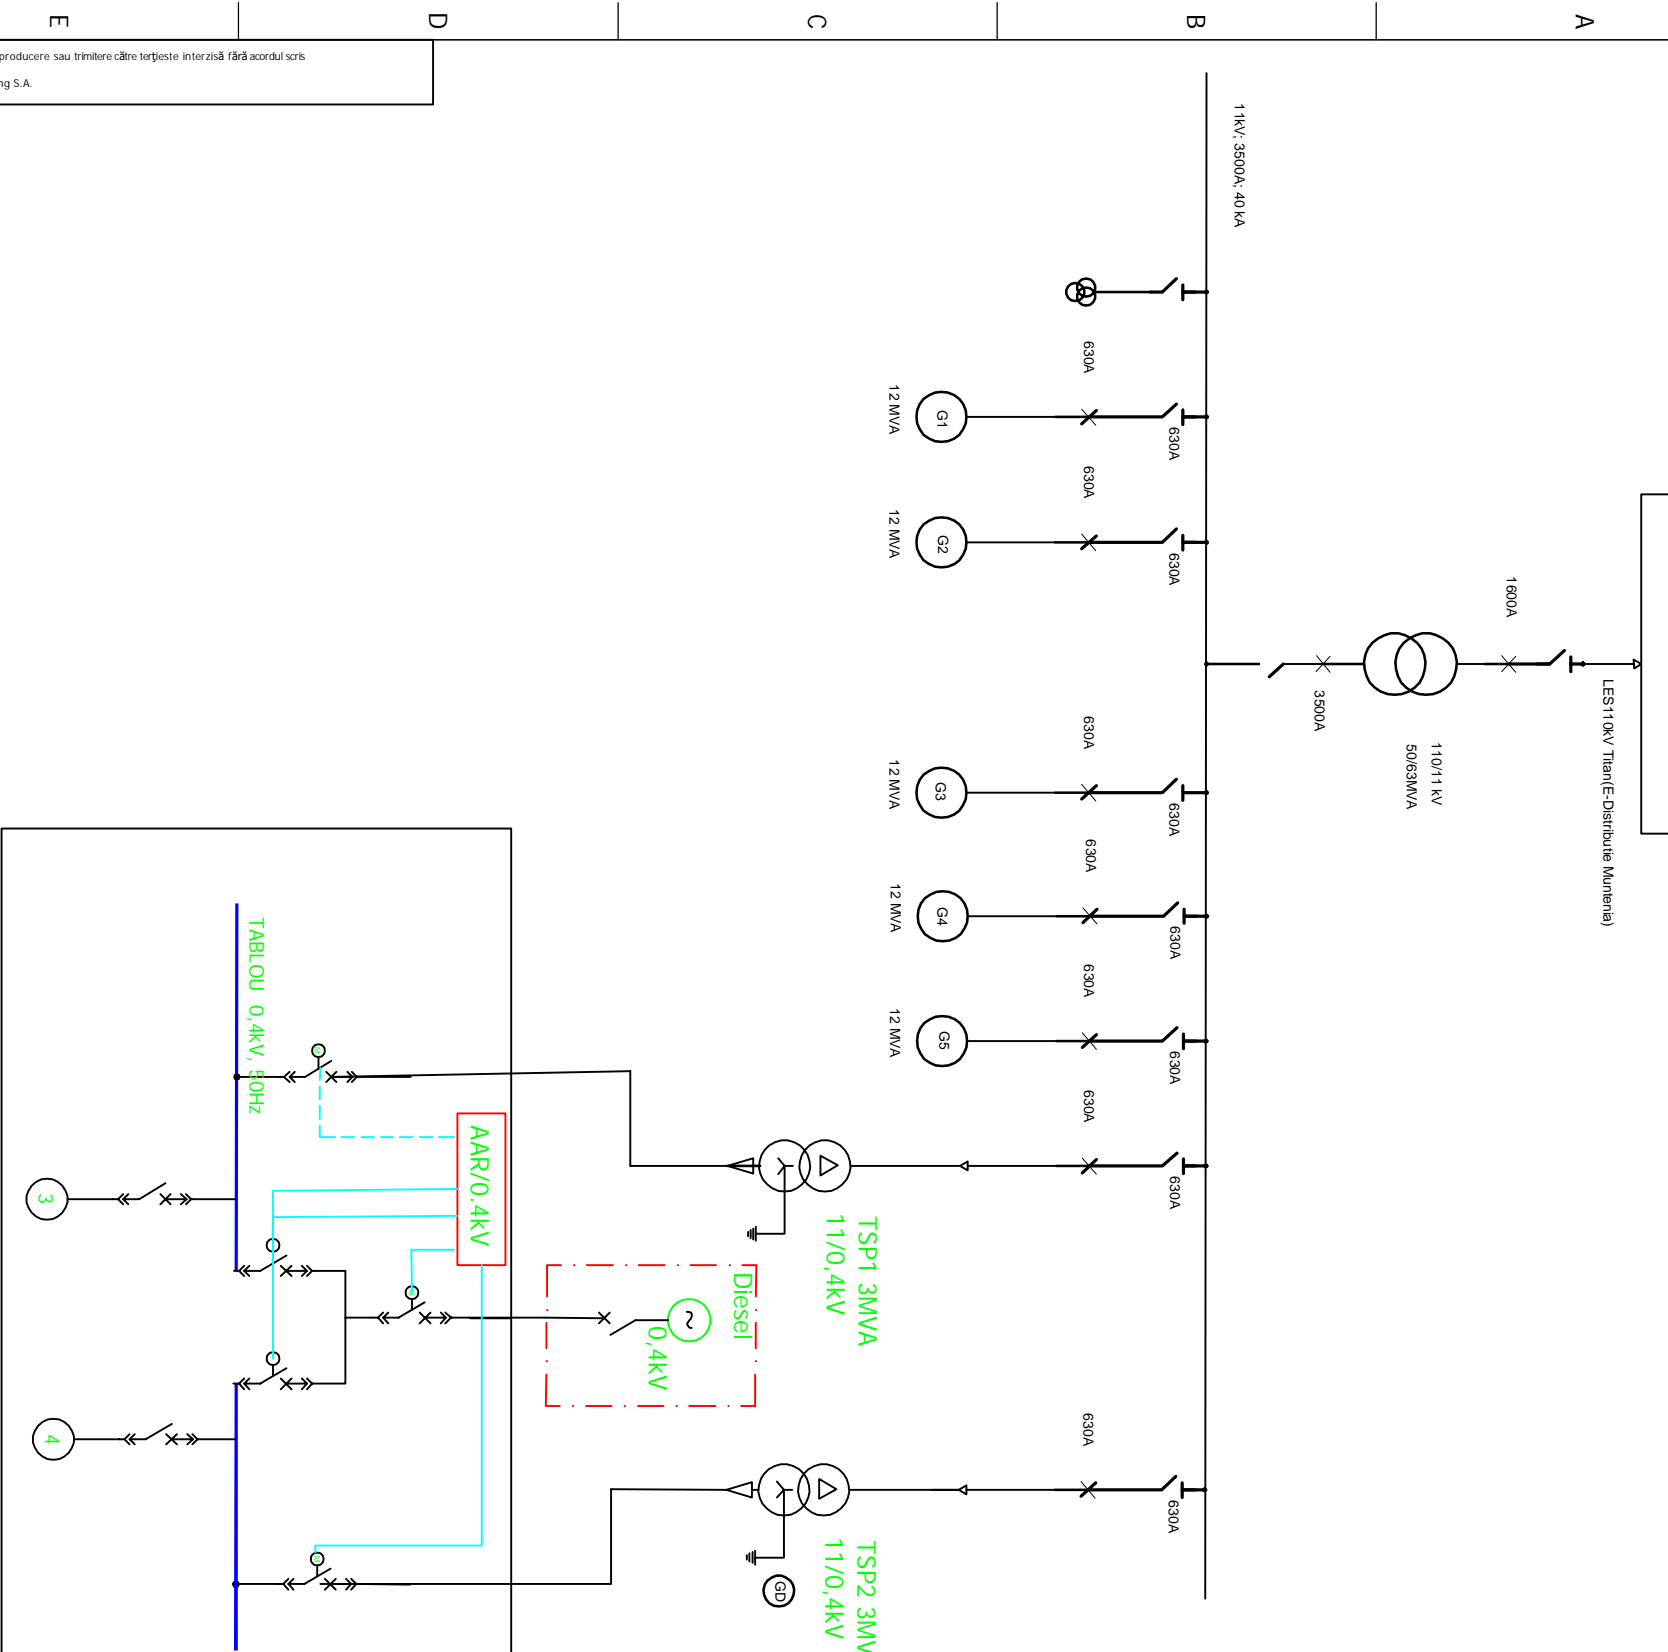 E
D
C
B
A
producere sau trimitere către terțieste interzisă fără acordul scris
ng S.A.
11kV; 3500A; 40 kA
630A
12 MVA
G1
630A
630A
12 MVA
G2
630A
1600A
3500A
LES110kV Titan(E-Distributie Muntenia)
110/11 kV
50/63MVA
630A
12 MVA
G3
630A
630A
12 MVA
G4
630A
630A
12 MVA
G5
630A
630A
630A
TSP1 3MVA
11/0,4kV
TABLOU 0,4kV, 50Hz
M
AAR/0.4kV
3
M
Diesel
~
0,4kV
4
630A
630A
TSP2 3MV
11/0,4kV
GD
M